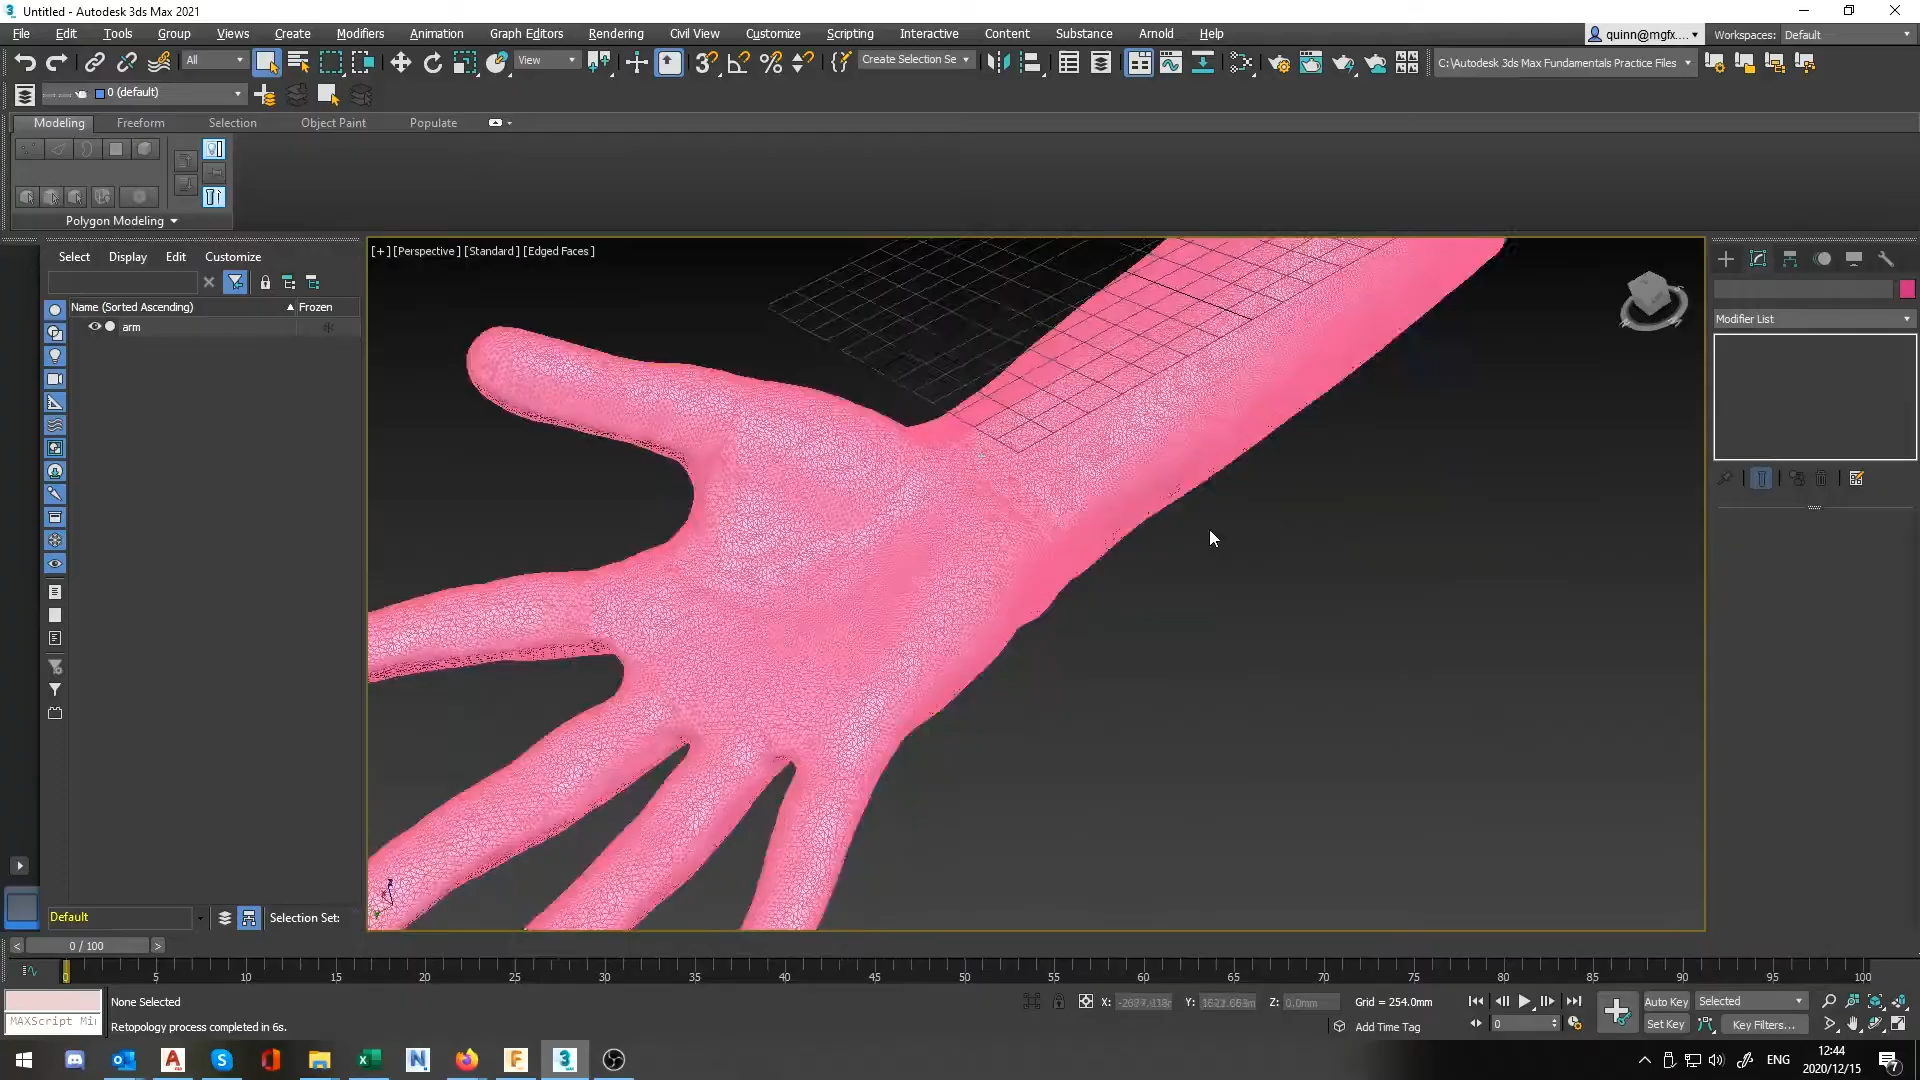 Untitled - Autodesk 3ds Max 2021
File Edit Tools Group Views Create Modifiers Animation Graph Editors Rendering Civil View Customize Scripting Interactive Content Substance Arnold Help
quinn@mgfx.... Workspaces: Default
All View Create Selection Se C:\Autodesk 3ds Max Fundamentals Practice Files
0 (default)
Modeling Freeform Selection Object Paint Populate
Polygon Modeling
Select Display Edit Customize
[+] [Perspective] [Standard] [Edged Faces]
Name (Sorted Ascending) Frozen
arm
Modifier List
Default Selection Set:
0 / 100
0 5 10 15 20 25 30 35 40 45 50 55 60 65 70 75 80 85 90 95 100
None Selected X: Y: Z: 0.0mm Grid = 254.0mm Auto Key Selected
MAXScript Mi Retopology process completed in 6s. Add Time Tag 0 Set Key Key Filters...
ENG 12:44
2020/12/15
7